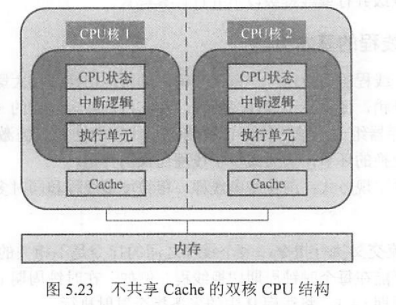 CPU核 1
CPU核 2
CPU状态
中断逻辑
执行单元
Cache
CPU状态
中断逻辑
执行单元
Cache
内存
图 5.23 不共享 Cache 的双核 CPU 结构